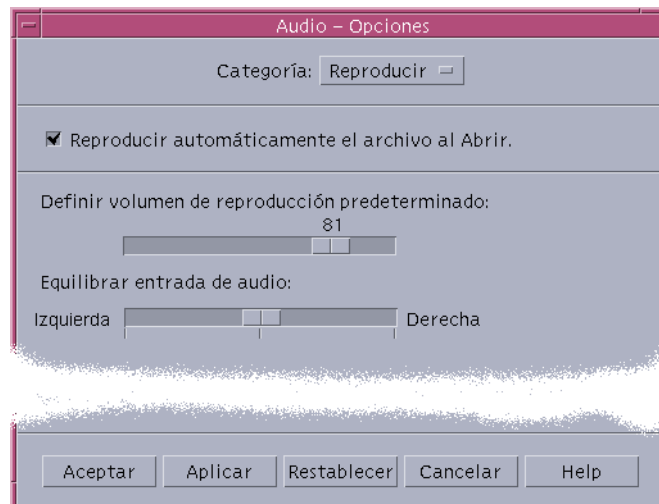 Audio – Opciones
Categoría: Reproducir
Reproducir automáticamente el archivo al Abrir.
Definir volumen de reproducción predeterminado:
81
Equilibrar entrada de audio:
Izquierda Derecha
Aceptar Aplicar Restablecer Cancelar Help